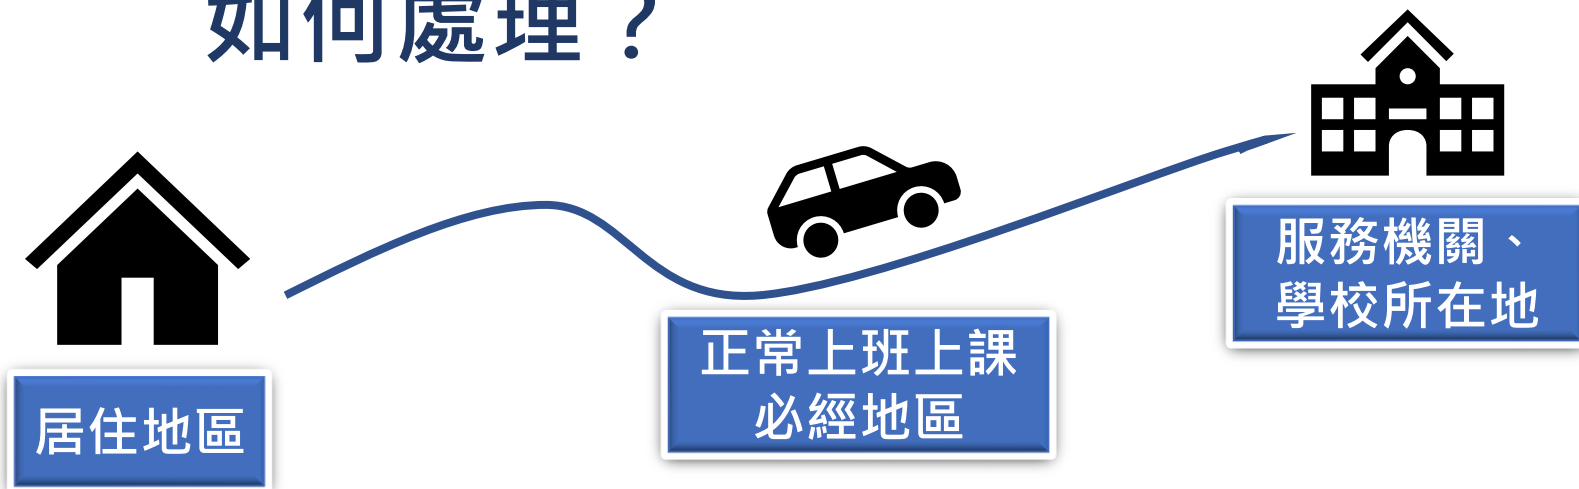 如何處理？
服務機關、
學校所在地
正常上班上課
必經地區
居住地區